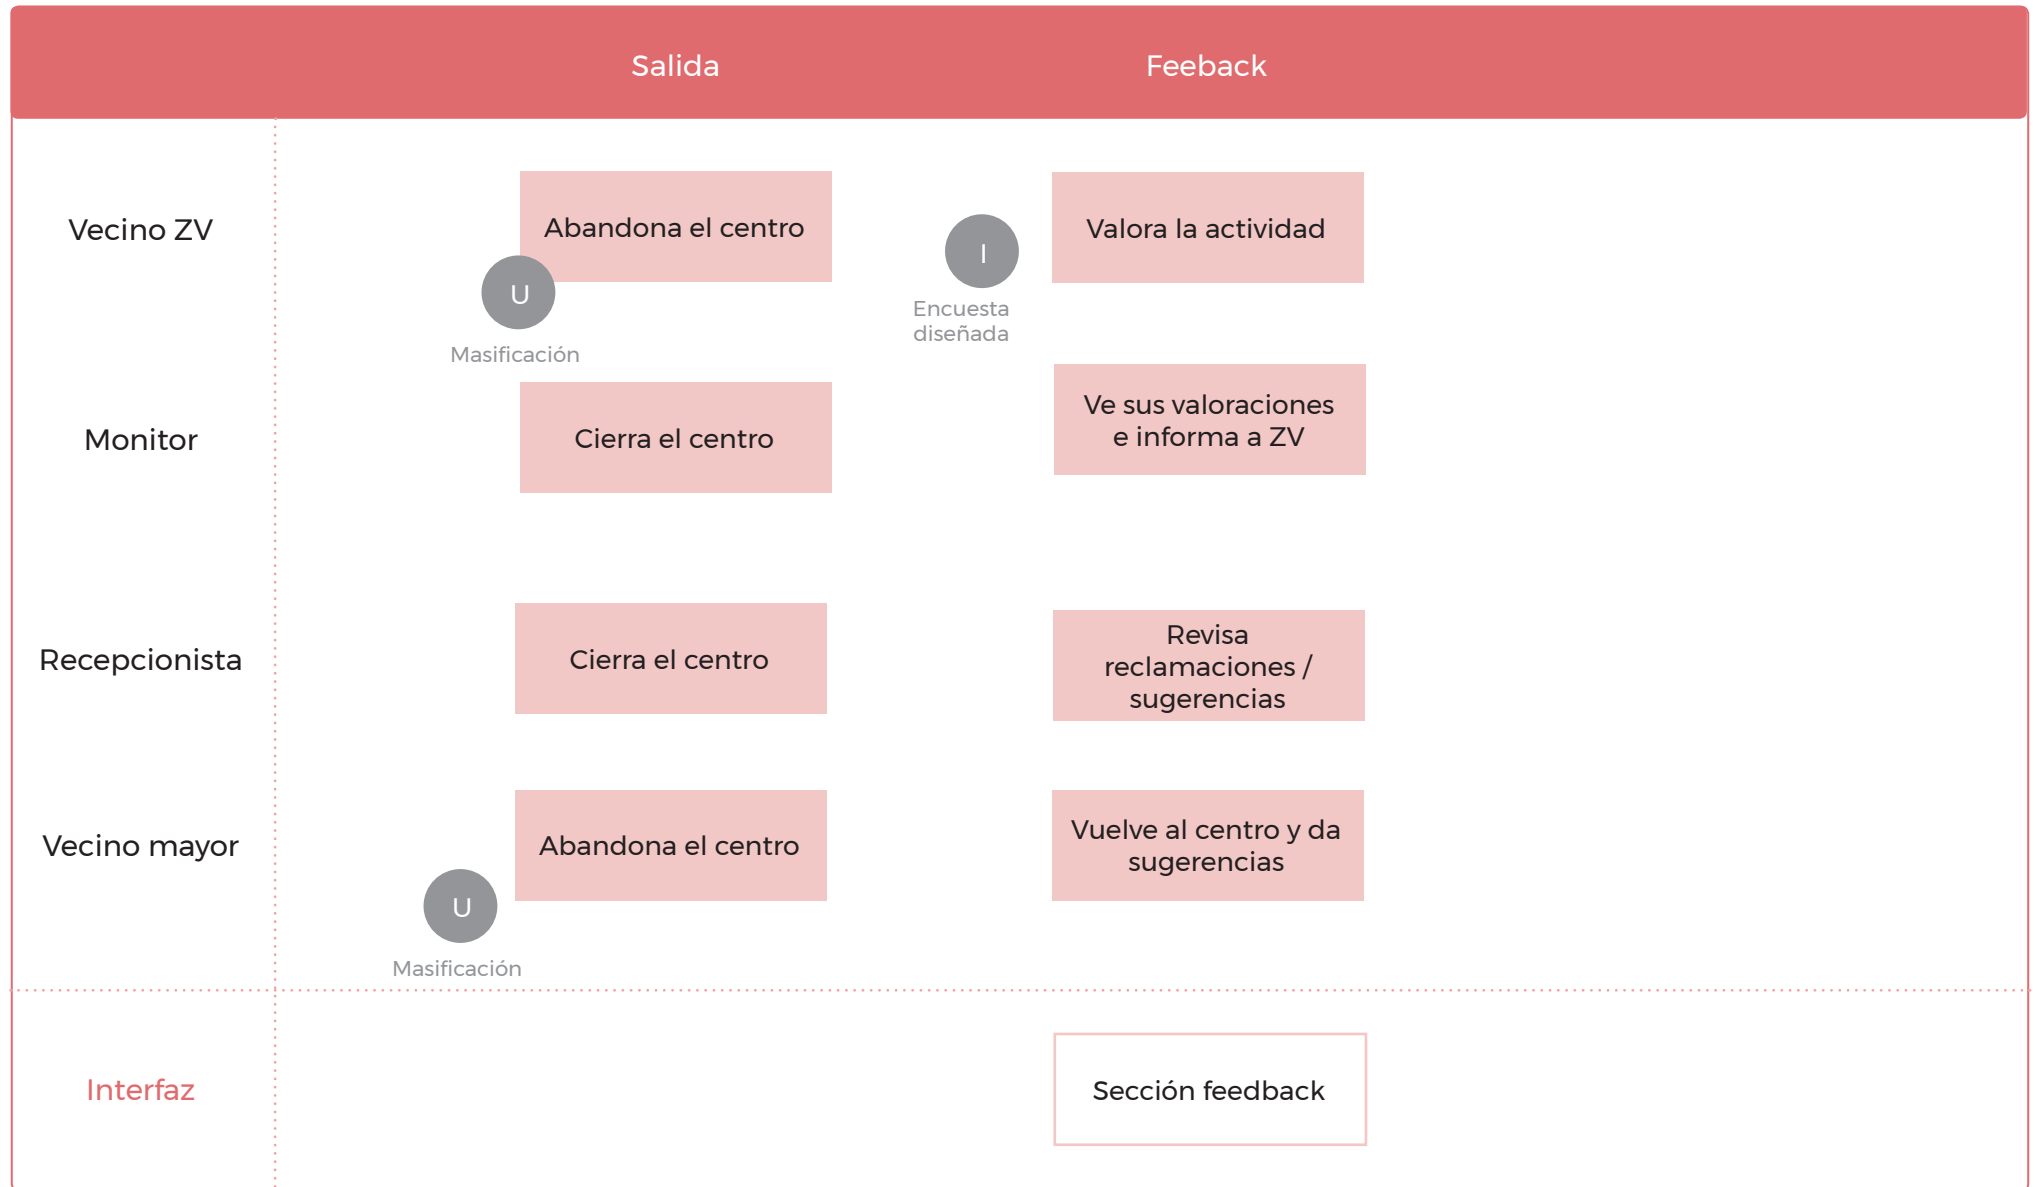 Salida
Feeback
Vecino ZV
Abandona el centro
U
Masificación
I
Encuesta
diseñada
Valora la actividad
Monitor
Cierra el centro
Ve sus valoraciones
e informa a ZV
Recepcionista
Cierra el centro
Revisa
reclamaciones /
sugerencias
Vecino mayor
Abandona el centro
U
Masificación
Vuelve al centro y da
sugerencias
Interfaz
Sección feedback